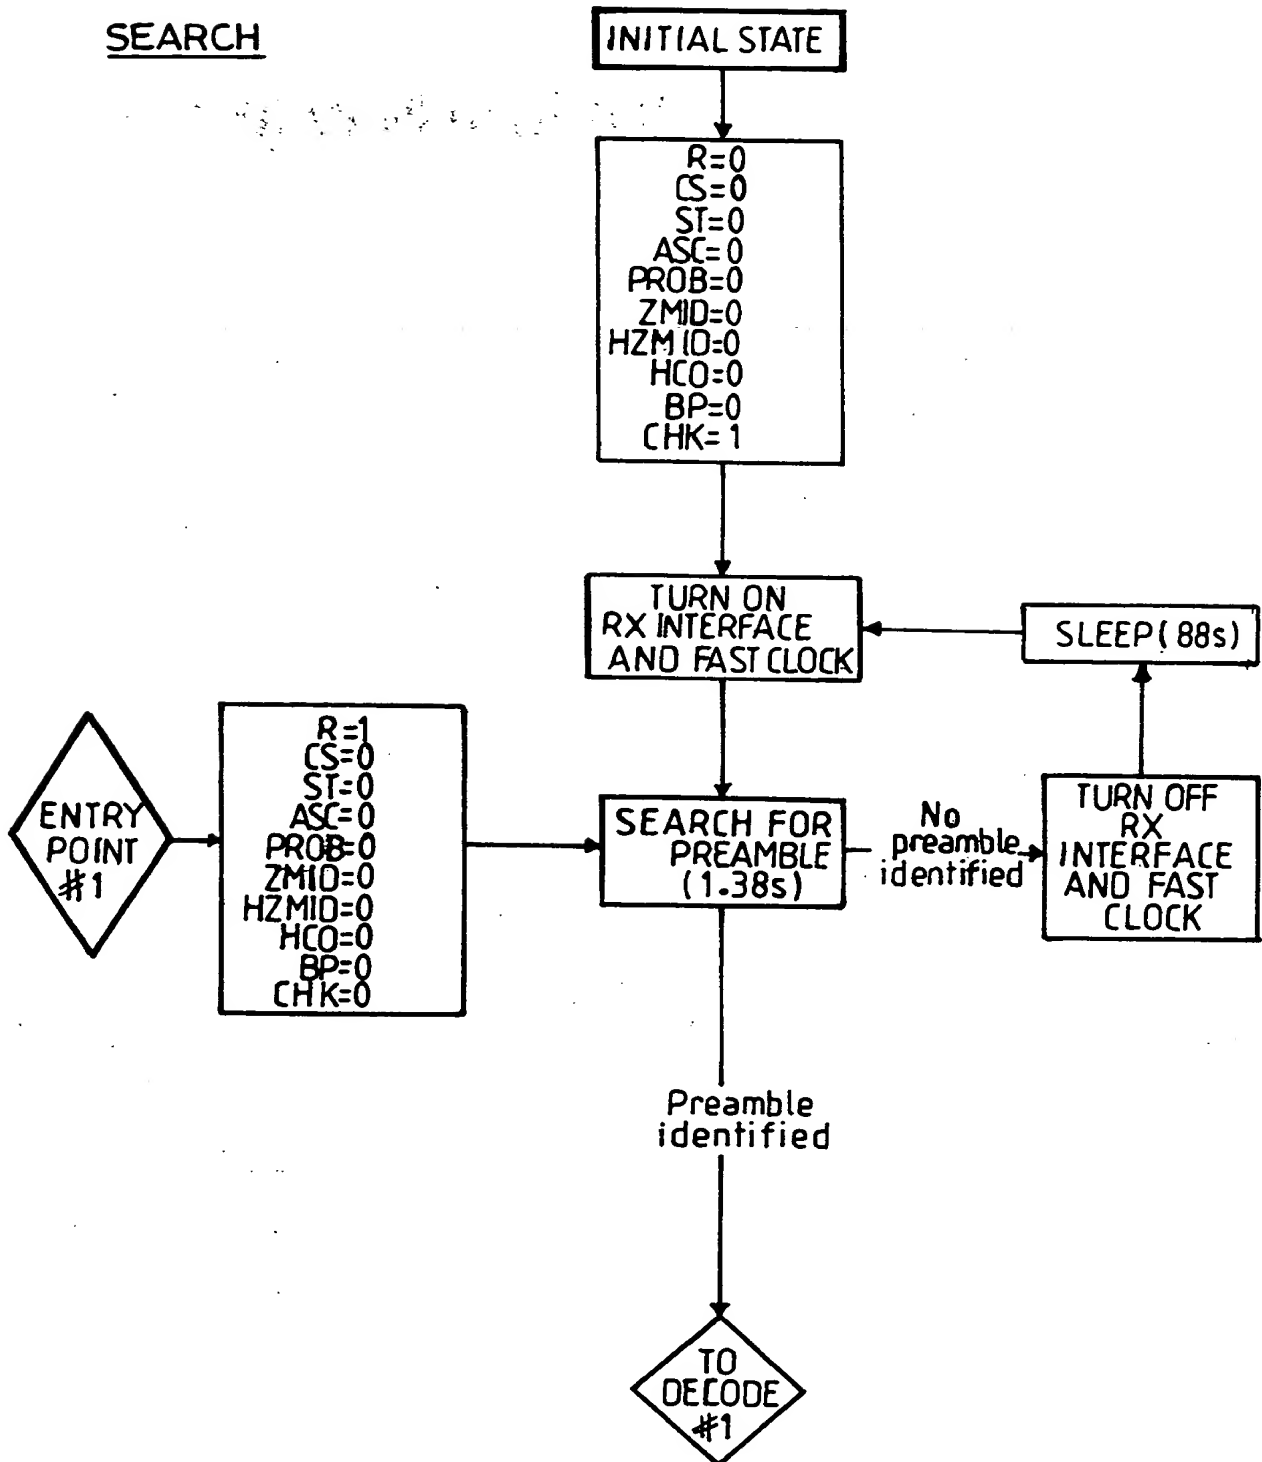 SEARCH
INITIAL STATE
R=0
CS=0
ST=0
ASC=0
PROB=0
ZMID=0
HZMID=0
HCO=0
BP=0
CHK=1
TURN ON
RX INTERFACE
AND FAST CLOCK
SLEEP(88s)
ENTRY
POINT
#1
R=1
CS=0
ST=0
ASC=0
PROB=0
ZMID=0
HZMID=0
HCO=0
BP=0
CHK=0
SEARCH FOR
PREAMBLE
(1.38s)
No
preamble
identified
TURN OFF
RX
INTERFACE
AND FAST
CLOCK
Preamble
identified
TO
DECODE
#1